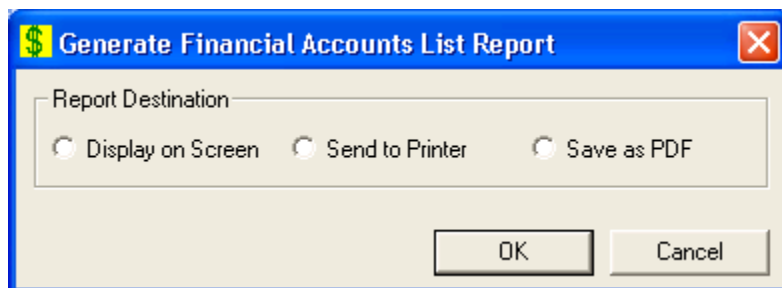 $ Generate Financial Accounts List Report
Report Destination
Display on Screen Send to Printer Save as PDF
OK Cancel